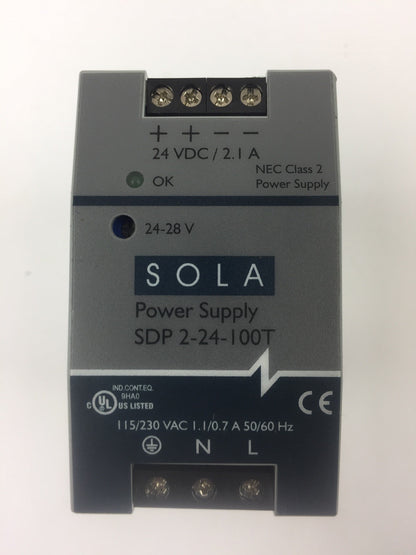 + + − −
24 VDC / 2.1 A
NEC Class 2
Power Supply
OK
24-28 V
SOLA
Power Supply
SDP 2-24-100T
IND.CONT.EQ.
9HA0
C UL US LISTED
CE
115/230 VAC 1.1/0.7 A 50/60 Hz
N L